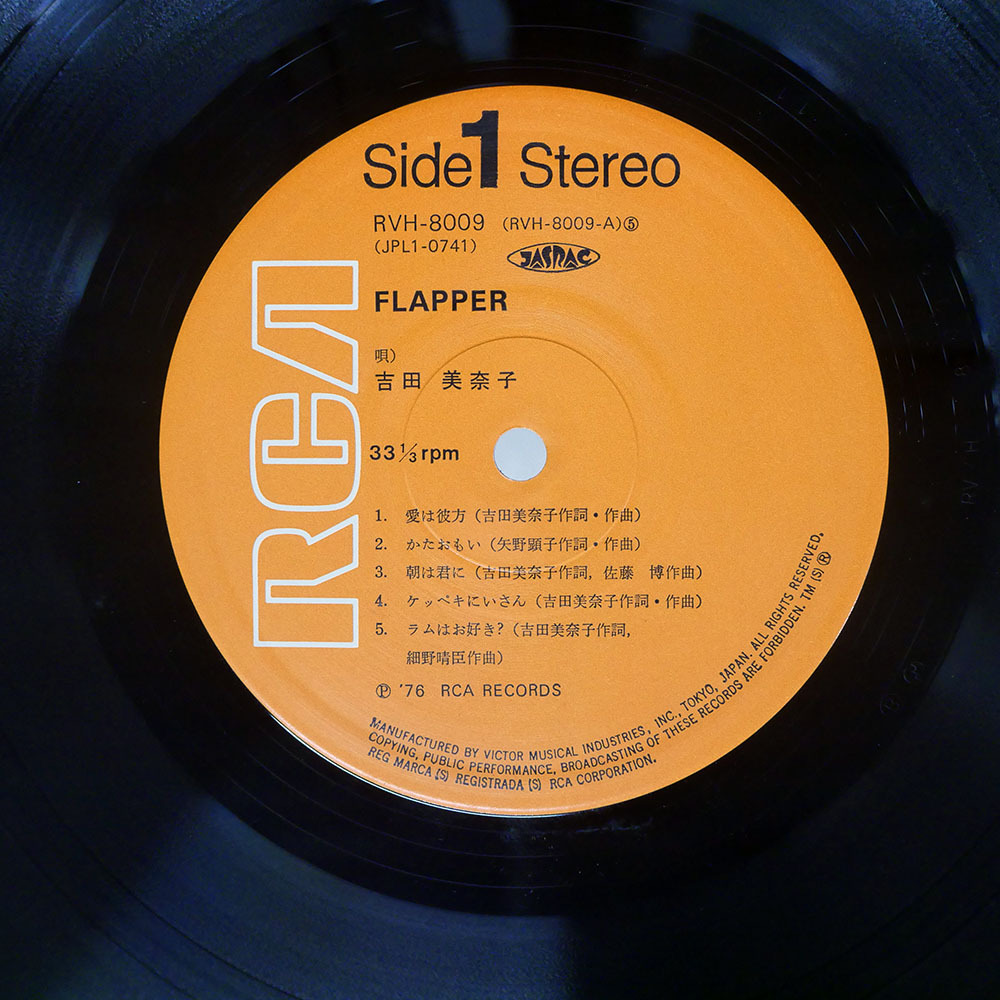 Side 1 Stereo
RVH-8009 (RVH-8009-A)⑤
(JPL1-0741)
JASRAC
FLAPPER
唄)
吉田 美奈子
RCA
33 1/3 rpm
1. 愛は彼方 (吉田美奈子作詞・作曲)
2. かたおもい (矢野顕子作詞・作曲)
3. 朝は君に (吉田美奈子作詞, 佐藤 博作曲)
4. ケッペキにいさん (吉田美奈子作詞・作曲)
5. ラムはお好き? (吉田美奈子作詞,
細野晴臣作曲)
Ⓟ '76 RCA RECORDS
MANUFACTURED BY VICTOR MUSICAL INDUSTRIES, INC., TOKYO, JAPAN. ALL RIGHTS RESERVED.
COPYING, PUBLIC PERFORMANCE, BROADCASTING OF THESE RECORDS ARE FORBIDDEN. TM (S) ®
REG MARCA (S) REGISTRADA (S) RCA CORPORATION.